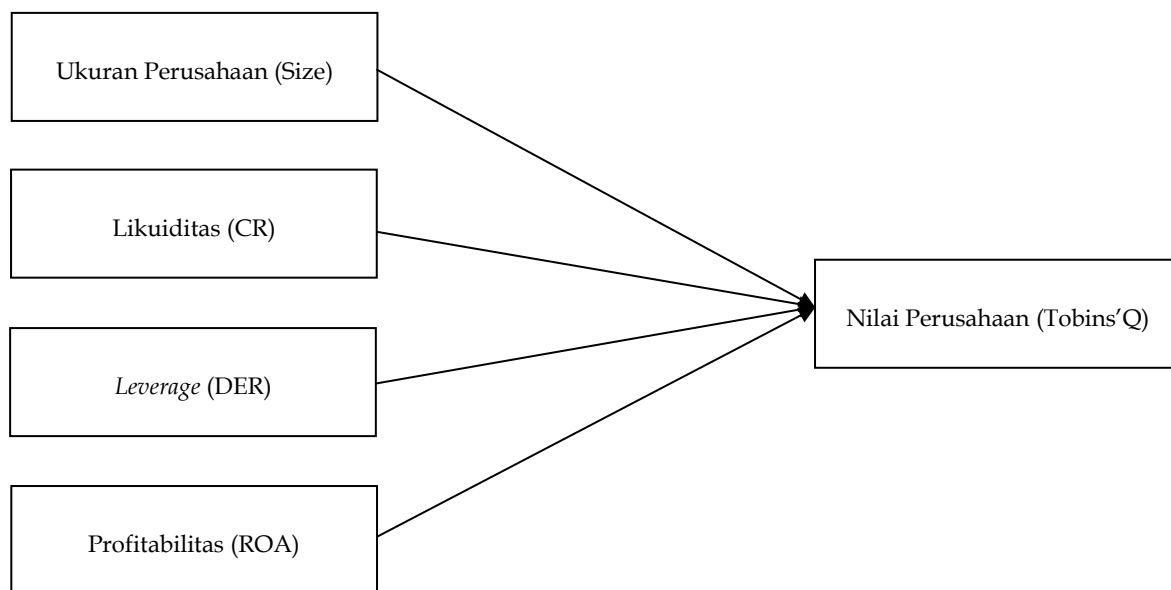 Ukuran Perusahaan (Size)
Likuiditas (CR)
Leverage (DER)
Profitabilitas (ROA)
Nilai Perusahaan (Tobins’Q)